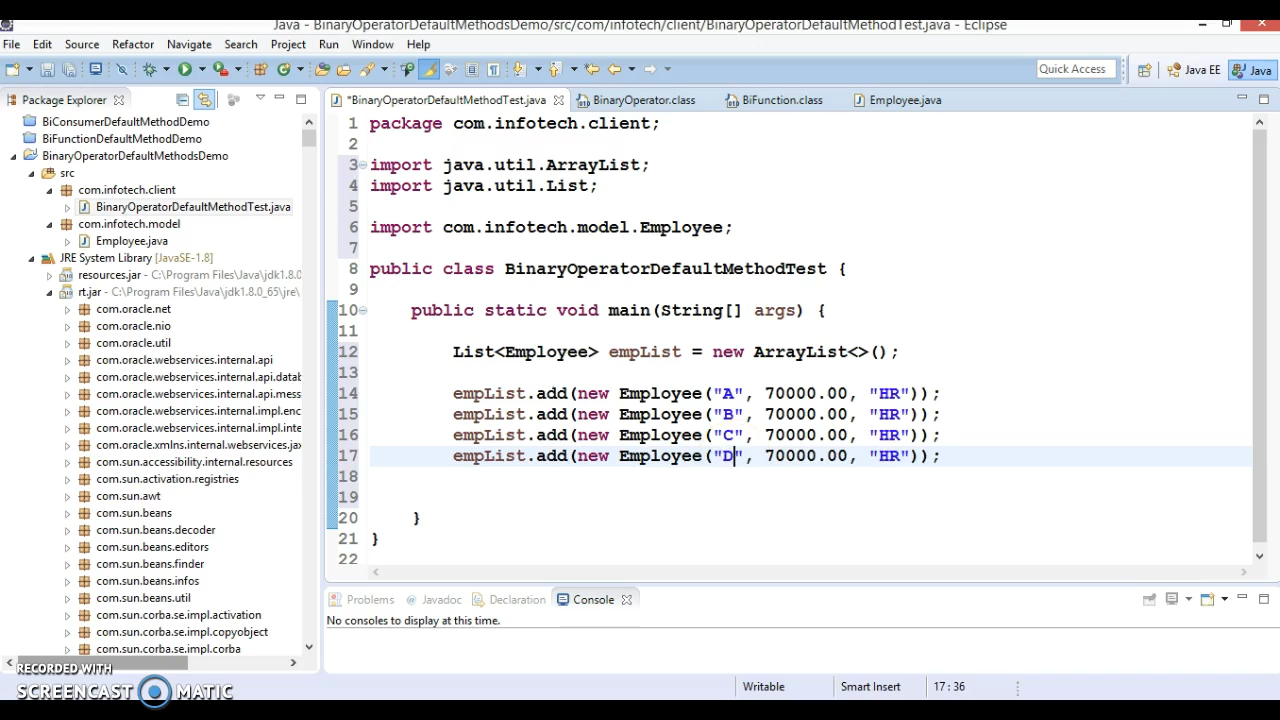 Java - BinaryOperatorDefaultMethodsDemo/src/com/infotech/client/BinaryOperatorDefaultMethodTest.java - Eclipse
File Edit Source Refactor Navigate Search Project Run Window Help
Quick Access Java EE Java
Package Explorer
BiConsumerDefaultMethodDemo
BiFunctionDefaultMethodDemo
BinaryOperatorDefaultMethodsDemo
src
com.infotech.client
BinaryOperatorDefaultMethodTest.java
com.infotech.model
Employee.java
JRE System Library [JavaSE-1.8]
resources.jar - C:\Program Files\Java\jdk1.8.0
rt.jar - C:\Program Files\Java\jdk1.8.0_65\jre\
com.oracle.net
com.oracle.nio
com.oracle.util
com.oracle.webservices.internal.api
com.oracle.webservices.internal.api.datab
com.oracle.webservices.internal.api.mess
com.oracle.webservices.internal.impl.enc
com.oracle.webservices.internal.impl.inte
com.oracle.xmlns.internal.webservices.jax
com.sun.accessibility.internal.resources
com.sun.activation.registries
com.sun.awt
com.sun.beans
com.sun.beans.decoder
com.sun.beans.editors
com.sun.beans.finder
com.sun.beans.infos
com.sun.beans.util
com.sun.corba.se.impl.activation
com.sun.corba.se.impl.copyobject
com.sun.corba.se.impl.corba
*BinaryOperatorDefaultMethodTest.java BinaryOperator.class BiFunction.class Employee.java
1 package com.infotech.client;
2
3 import java.util.ArrayList;
4 import java.util.List;
5
6 import com.infotech.model.Employee;
7
8 public class BinaryOperatorDefaultMethodTest {
9
10 public static void main(String[] args) {
11
12 List<Employee> empList = new ArrayList<>();
13
14 empList.add(new Employee("A", 70000.00, "HR"));
15 empList.add(new Employee("B", 70000.00, "HR"));
16 empList.add(new Employee("C", 70000.00, "HR"));
17 empList.add(new Employee("D", 70000.00, "HR"));
18
19
20 }
21 }
22
Problems Javadoc Declaration Console
No consoles to display at this time.
Writable Smart Insert 17 : 36
RECORDED WITH
SCREENCAST MATIC